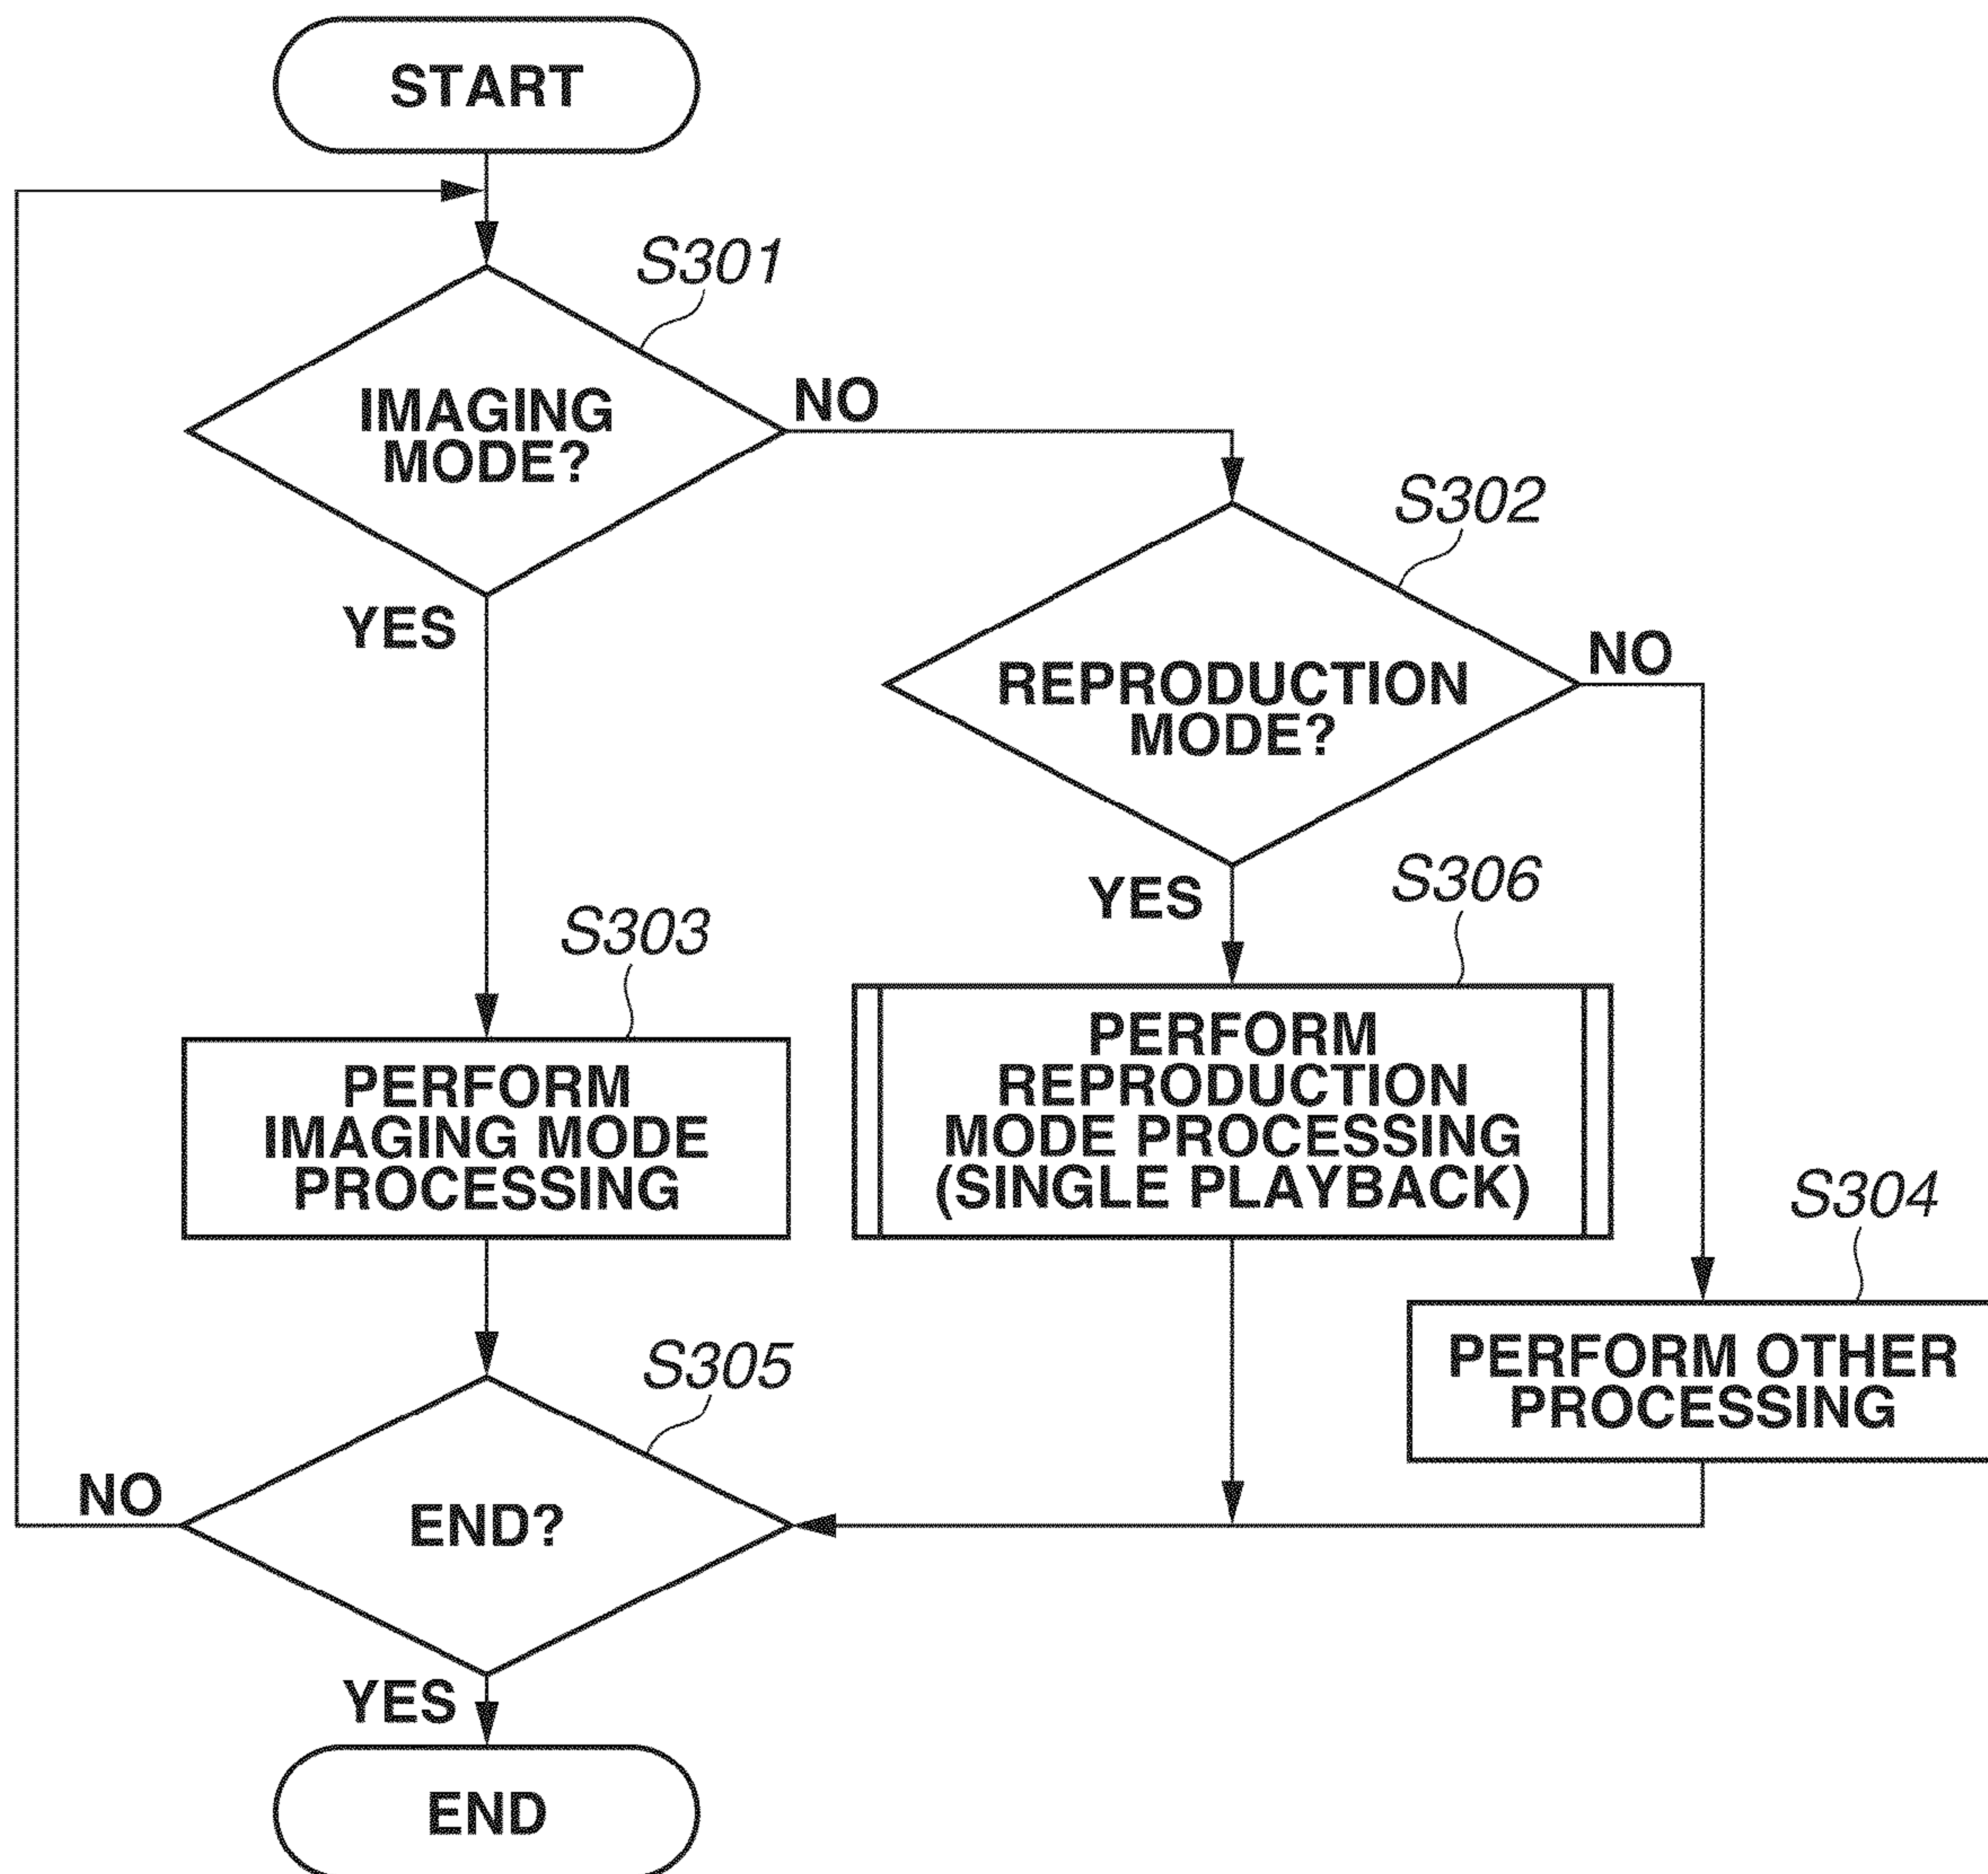 START
S301
IMAGING
MODE?
NO
YES
S302
REPRODUCTION
MODE?
NO
YES
S303
PERFORM
IMAGING MODE
PROCESSING
S306
PERFORM
REPRODUCTION
MODE PROCESSING
(SINGLE PLAYBACK)
S304
PERFORM OTHER
PROCESSING
S305
END?
NO
YES
END